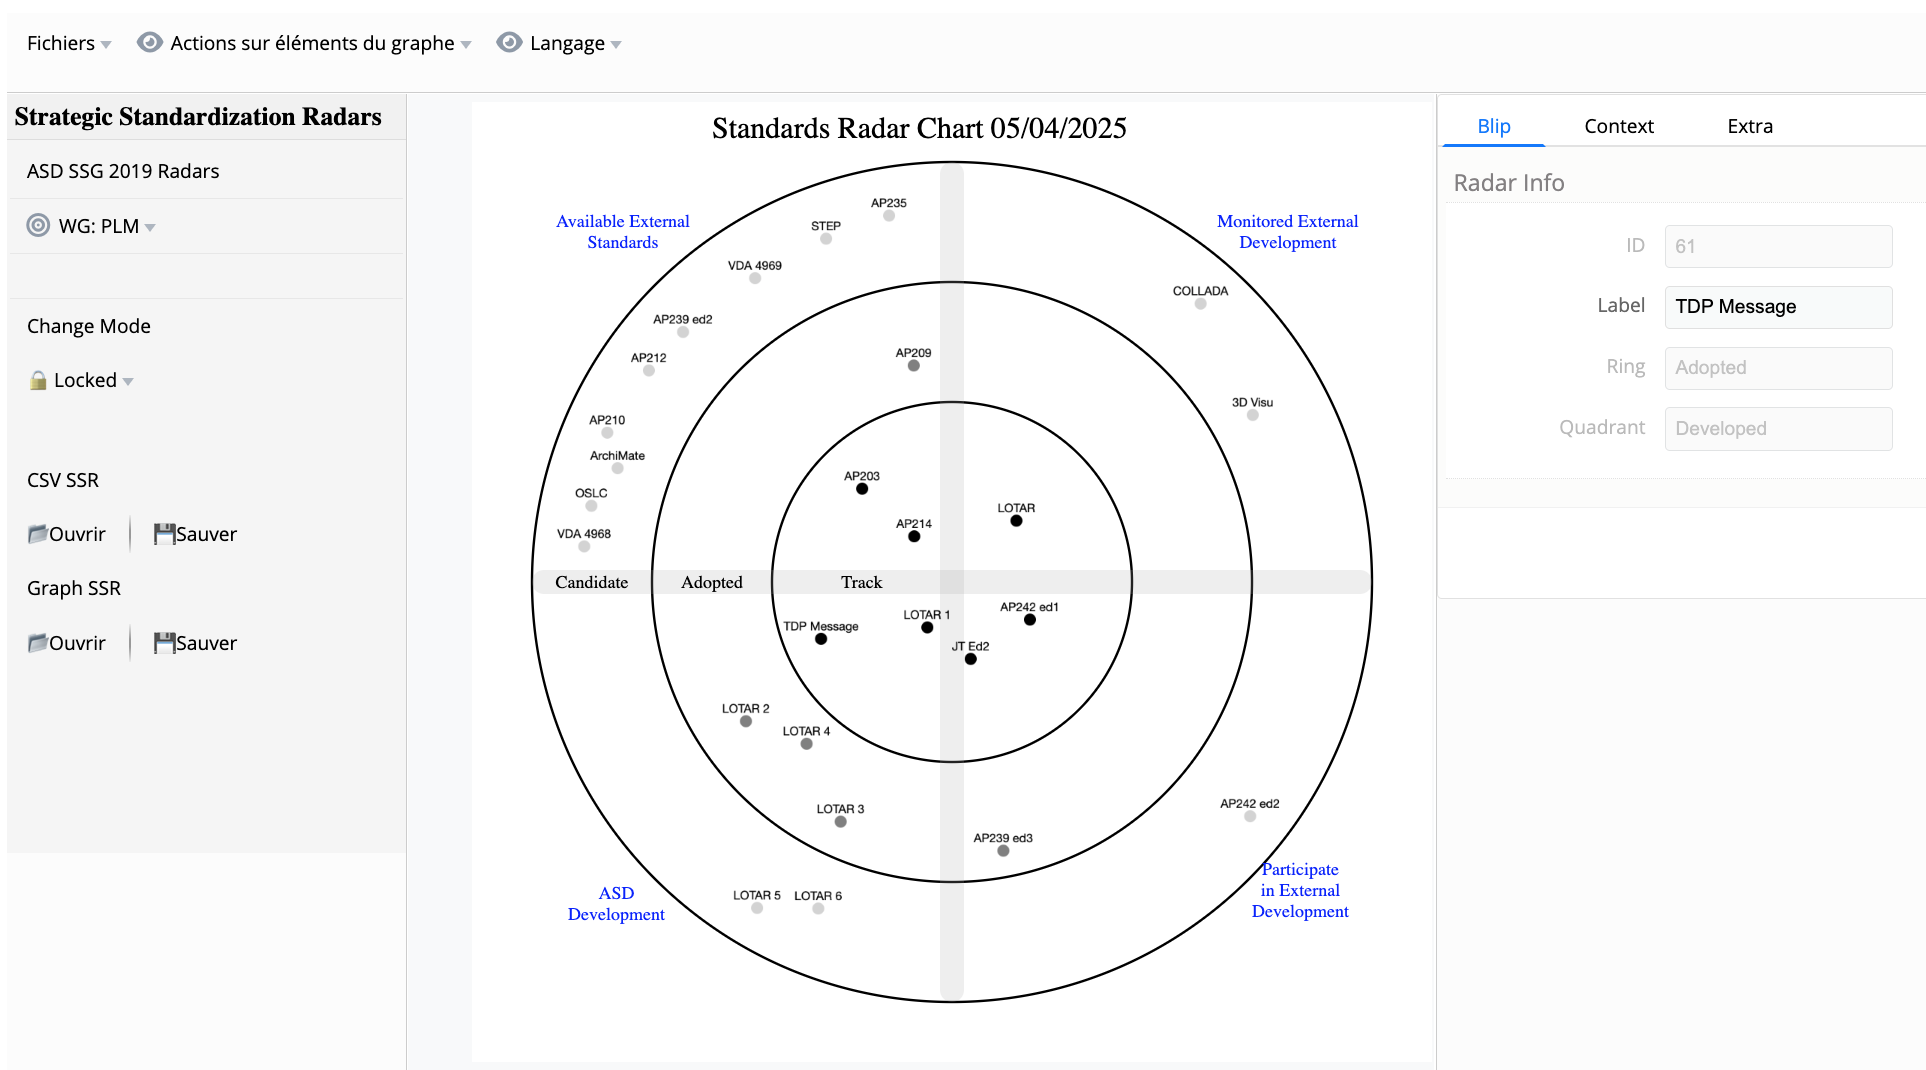 Fichiers
Actions sur éléments du graphe
Langage
Strategic Standardization Radars
ASD SSG 2019 Radars
WG: PLM
Change Mode
Locked
CSV SSR
Ouvrir
Sauver
Graph SSR
Ouvrir
Sauver
Standards Radar Chart 05/04/2025
Available External
Standards
Monitored External
Development
AP235
STEP
VDA 4969
AP239 ed2
AP212
AP210
ArchiMate
OSLC
VDA 4968
COLLADA
3D Visu
AP209
AP203
AP214
LOTAR
Candidate
Adopted
Track
TDP Message
LOTAR 1
AP242 ed1
JT Ed2
LOTAR 2
LOTAR 4
LOTAR 3
AP239 ed3
AP242 ed2
LOTAR 5
LOTAR 6
ASD
Development
Participate
in External
Development
Blip
Context
Extra
Radar Info
ID
61
Label
TDP Message
Ring
Adopted
Quadrant
Developed